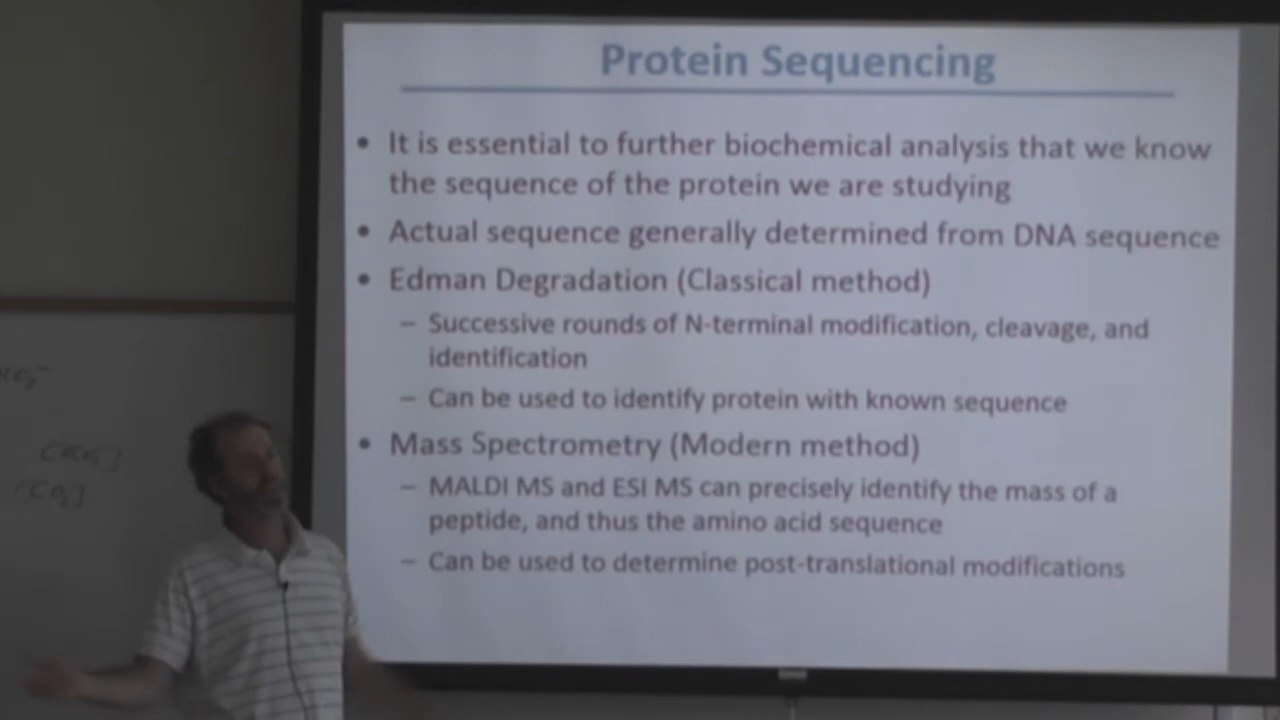 Protein Sequencing
• It is essential to further biochemical analysis that we know
the sequence of the protein we are studying
• Actual sequence generally determined from DNA sequence
• Edman Degradation (Classical method)
– Successive rounds of N-terminal modification, cleavage, and
identification
– Can be used to identify protein with known sequence
• Mass Spectrometry (Modern method)
– MALDI MS and ESI MS can precisely identify the mass of a
peptide, and thus the amino acid sequence
– Can be used to determine post-translational modifications